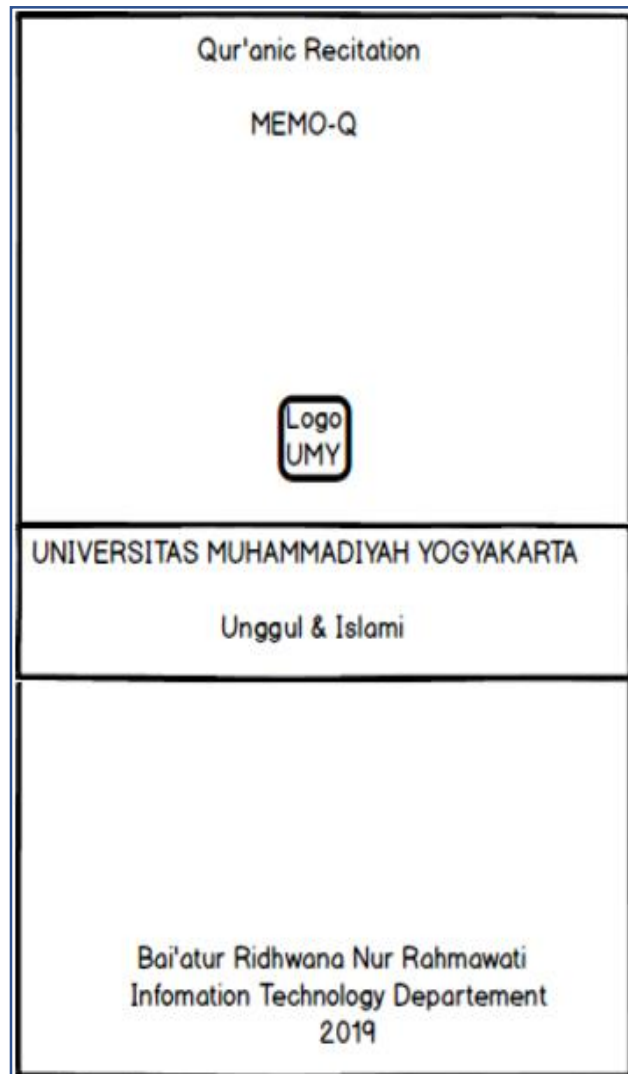 Qur'anic Recitation
MEMO-Q
Logo
UMY
UNIVERSITAS MUHAMMADIYAH YOGYAKARTA
Unggul & Islami
Bai'atur Ridhwana Nur Rahmawati
Infomation Technology Departement
2019